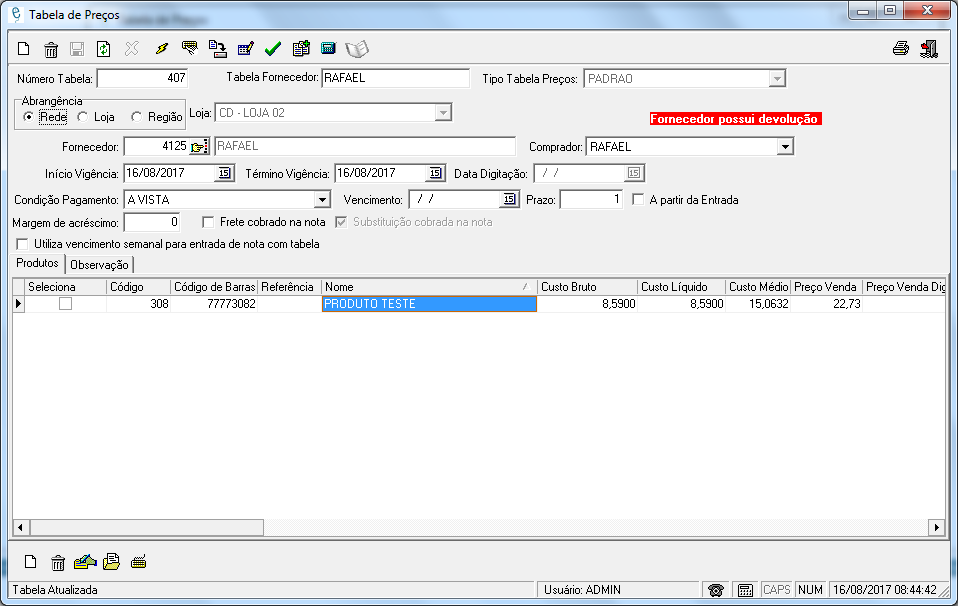 Tabela de Preços
Número Tabela: 407 Tabela Fornecedor: RAFAEL Tipo Tabela Preços: PADRAO
Abrangência
Rede Loja Região Loja: CD - LOJA 02
Fornecedor possui devolução
Fornecedor: 4125 RAFAEL Comprador: RAFAEL
Início Vigência: 16/08/2017 15 Término Vigência: 16/08/2017 15 Data Digitação: / / 15
Condição Pagamento: A VISTA Vencimento: / / 15 Prazo: 1 A partir da Entrada
Margem de acréscimo: 0 Frete cobrado na nota Substituição cobrada na nota
Utiliza vencimento semanal para entrada de nota com tabela
Produtos Observação
Seleciona Código Código de Barras Referência Nome Custo Bruto Custo Líquido Custo Médio Preço Venda Preço Venda Dig
308 77773082 PRODUTO TESTE 8,5900 8,5900 15,0632 22,73
Tabela Atualizada Usuário: ADMIN CAPS NUM 16/08/2017 08:44:42